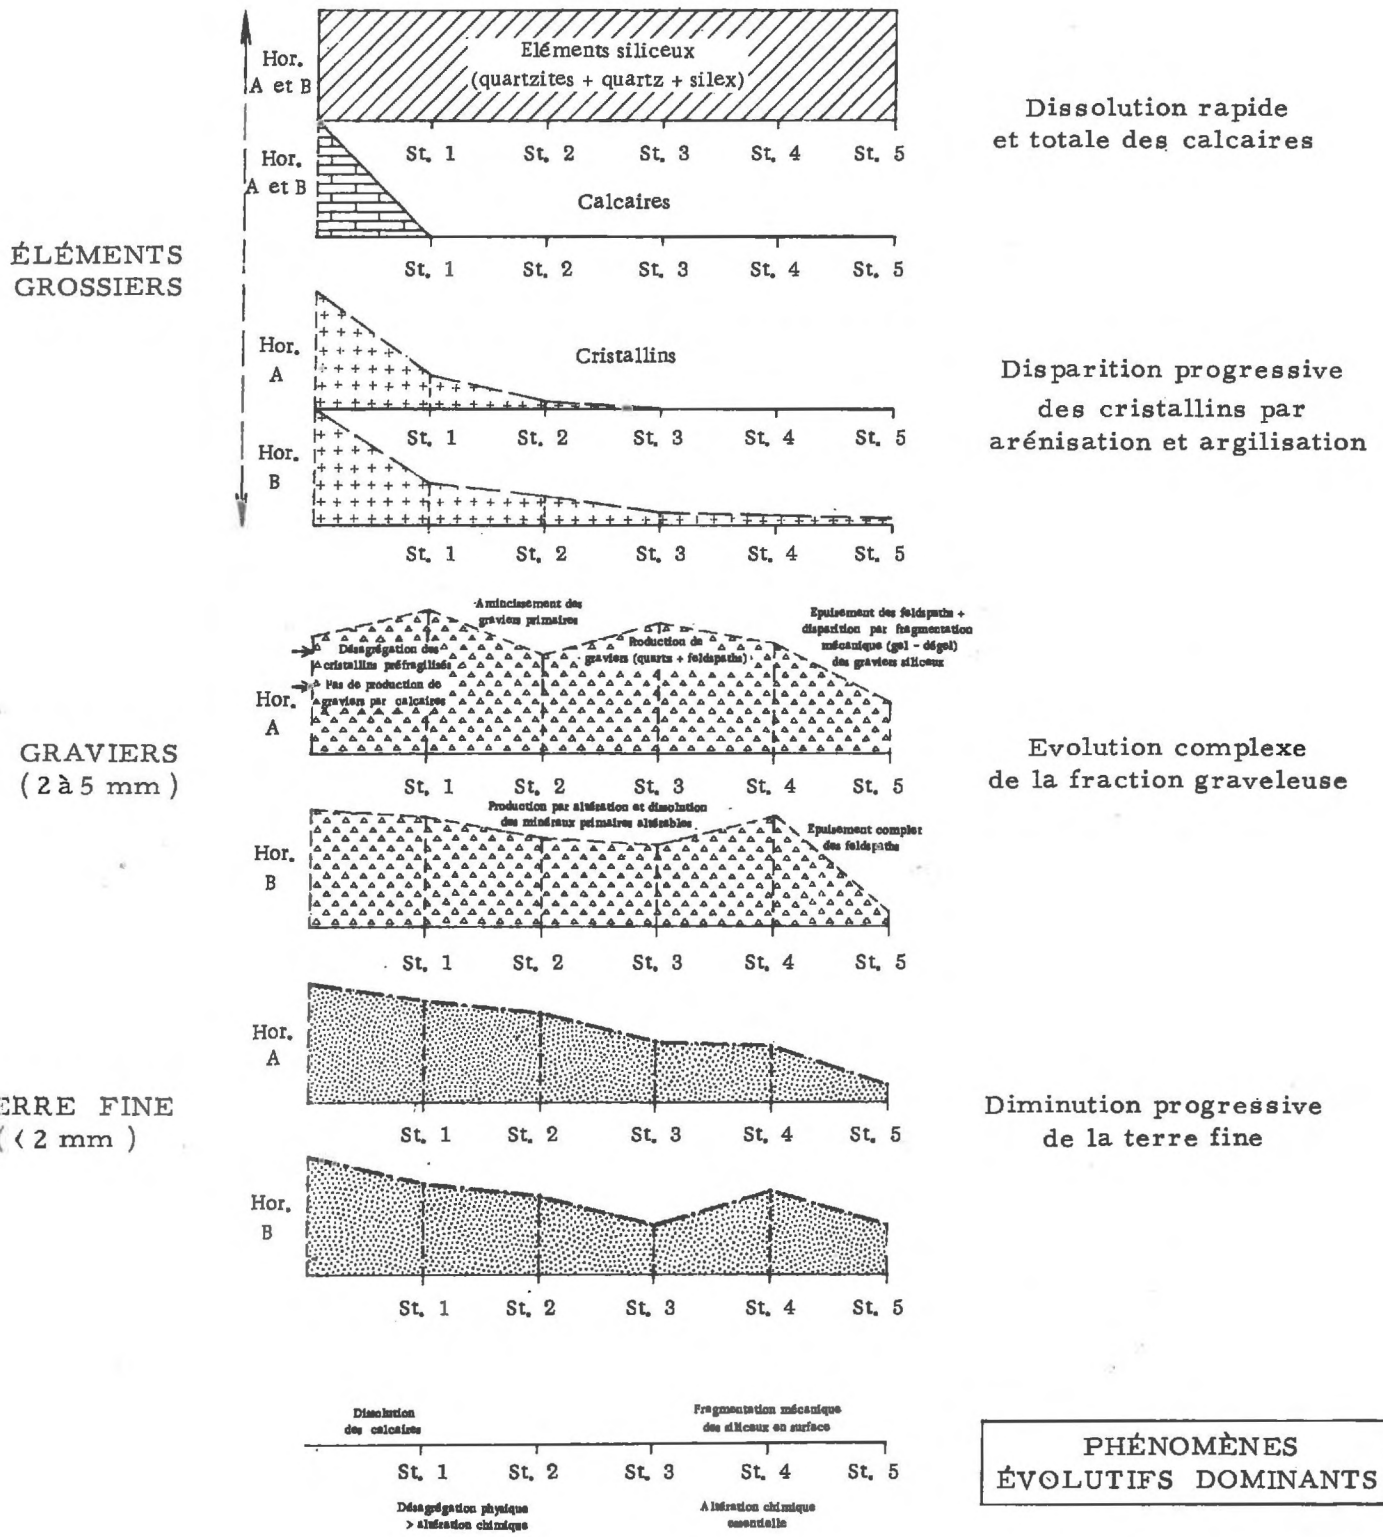 Hor.
A et B
Eléments siliceux
(quartzites + quartz + silex)
St. 1 St. 2 St. 3 St. 4 St. 5
Dissolution rapide
et totale des calcaires
Hor.
A et B
Calcaires
St. 1 St. 2 St. 3 St. 4 St. 5
ÉLÉMENTS
GROSSIERS
Hor.
A
Cristallins
St. 1 St. 2 St. 3 St. 4 St. 5
Disparition progressive
des cristallins par
arénisation et argilisation
Hor.
B
St. 1 St. 2 St. 3 St. 4 St. 5
Amincissement des
graviers primaires
Epuisement des feldspaths +
disparition par fragmentation
mécanique (gel - dégel)
des graviers siliceux
Désagrégation des
cristallins préfragilisés
Production de
graviers (quartz + feldspaths)
Pas de production de
graviers par calcaires
Hor.
A
St. 1 St. 2 St. 3 St. 4 St. 5
GRAVIERS
(2 à 5 mm)
Evolution complexe
de la fraction graveleuse
Production par altération et dissolution
des minéraux primaires altérables
Epuisement complet
des feldspaths
Hor.
B
St. 1 St. 2 St. 3 St. 4 St. 5
Hor.
A
St. 1 St. 2 St. 3 St. 4 St. 5
ERRE FINE
(< 2 mm)
Diminution progressive
de la terre fine
Hor.
B
St. 1 St. 2 St. 3 St. 4 St. 5
Dissolution
des calcaires
Fragmentation mécanique
des siliceux en surface
St. 1 St. 2 St. 3 St. 4 St. 5
Désagrégation physique
> altération chimique
Altération chimique
essentielle
PHÉNOMÈNES
ÉVOLUTIFS DOMINANTS